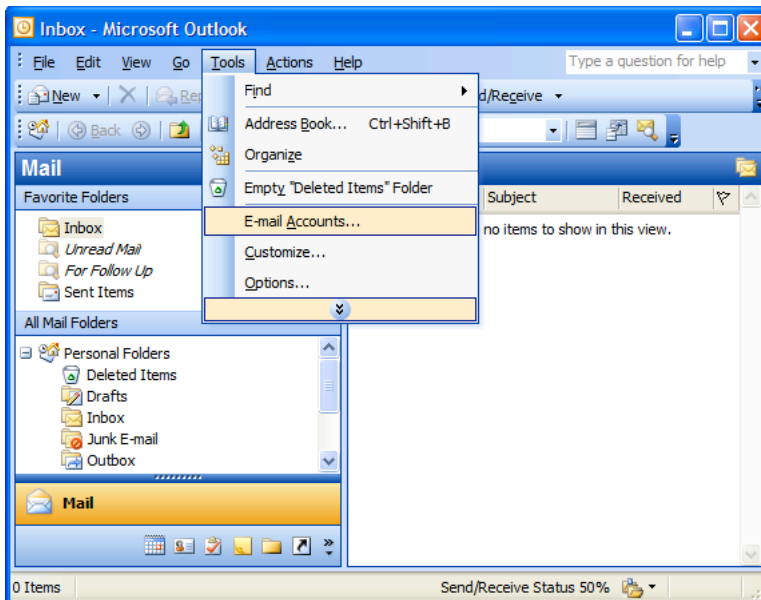 Inbox - Microsoft Outlook
File Edit View Go Tools Actions Help Type a question for help
New Rep d/Receive
Find
Back
Address Book... Ctrl+Shift+B
Organize
Mail
Empty "Deleted Items" Folder
Favorite Folders Subject Received
E-mail Accounts...
Inbox no items to show in this view.
Unread Mail
Customize...
For Follow Up
Options...
Sent Items
All Mail Folders
Personal Folders
Deleted Items
Drafts
Inbox
Junk E-mail
Outbox
Mail
0 Items Send/Receive Status 50%